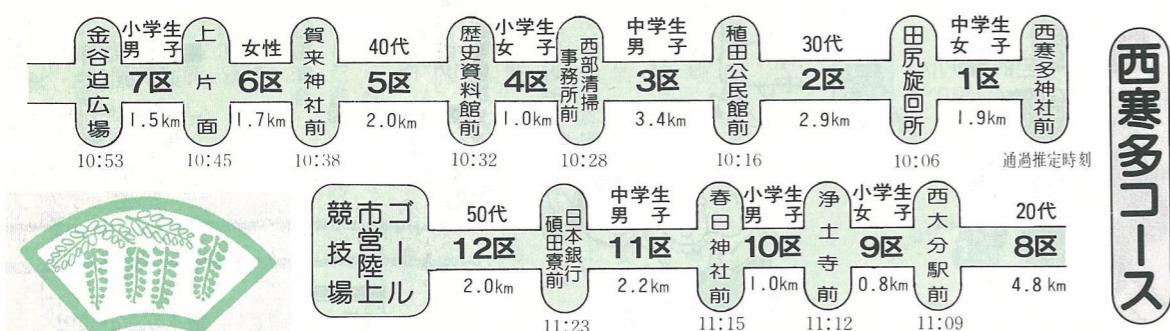 西寒多コース
西寒多神社前
通過推定時刻
中学生
女子
1区
1.9km
田尻旋回所
10:06
30代
2区
2.9km
稙田公民館前
10:16
中学生
男子
3区
3.4km
西部清掃
事務所前
10:28
小学生
女子
4区
1.0km
歴史資料館前
10:32
40代
5区
2.0km
賀来神社前
10:38
女性
6区
1.7km
上片面
10:45
小学生
男子
7区
1.5km
金谷迫広場
10:53
20代
8区
4.8km
西大分駅前
11:09
小学生
女子
9区
0.8km
浄土寺前
11:12
小学生
男子
10区
1.0km
春日神社前
11:15
中学生
男子
11区
2.2km
日本銀行
碩田寮前
11:23
50代
12区
2.0km
ゴール
市営陸上
競技場